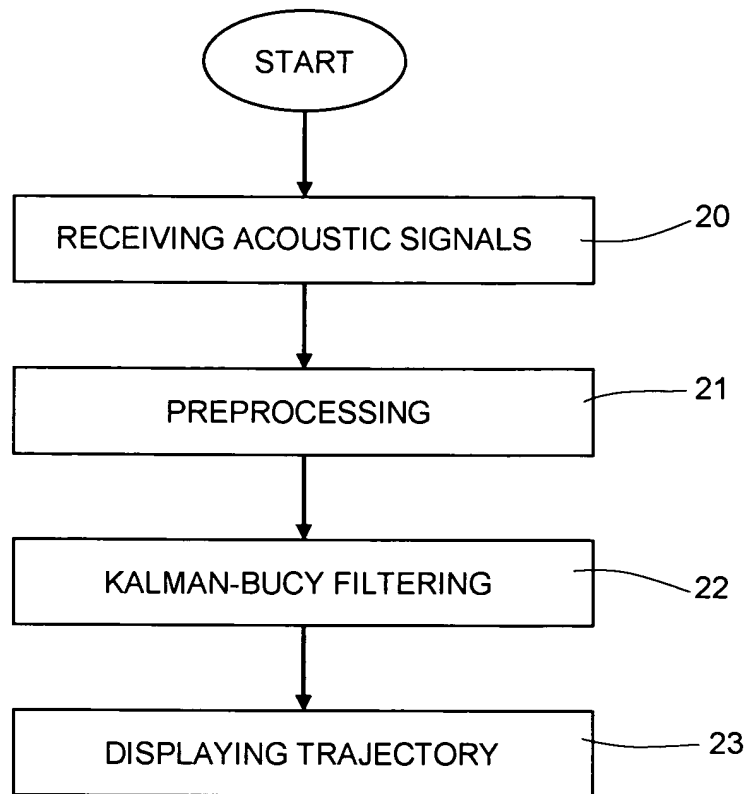 START
RECEIVING ACOUSTIC SIGNALS
20
PREPROCESSING
21
KALMAN-BUCY FILTERING
22
DISPLAYING TRAJECTORY
23